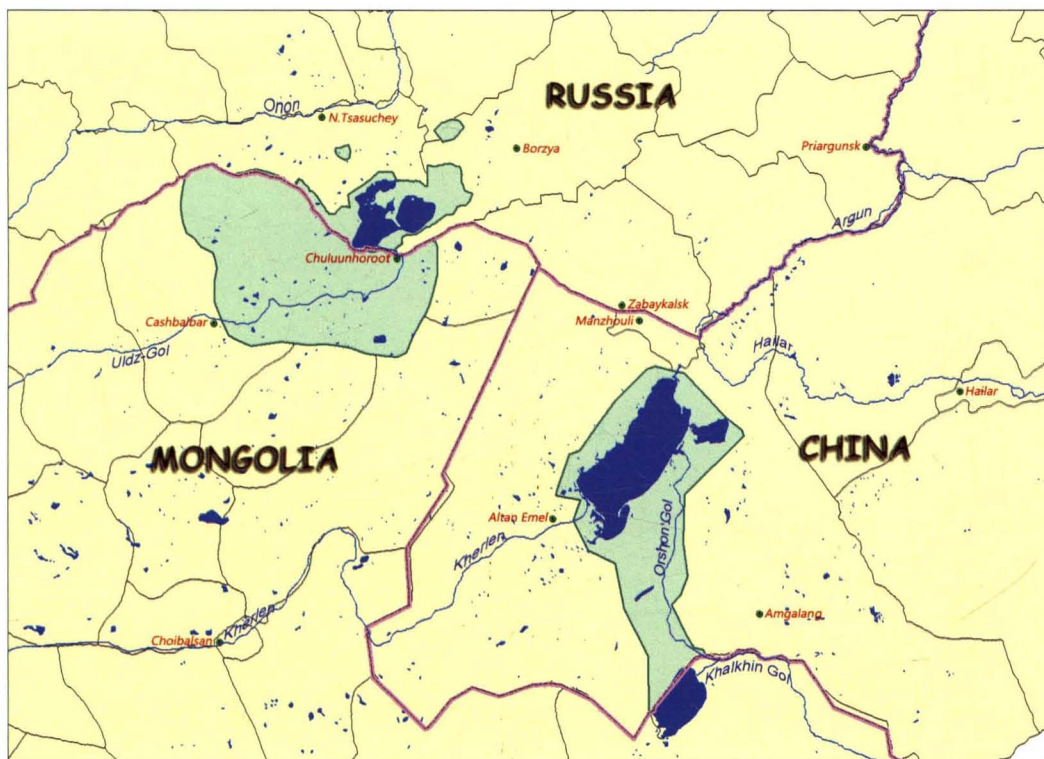 RUSSIA
Onon
N.Tsasuchey
Borzya
Priargunsk
Argun
Chuluunhoroot
Zabaykalsk
Manzhouli
Cashbalbar
Uldz-Gol
Hailar
Hailar
MONGOLIA
CHINA
Altan Emel
Kherlen
Orshon'Gol
Kherlen
Choibalsan
Amgalang
Khalkhin Gol